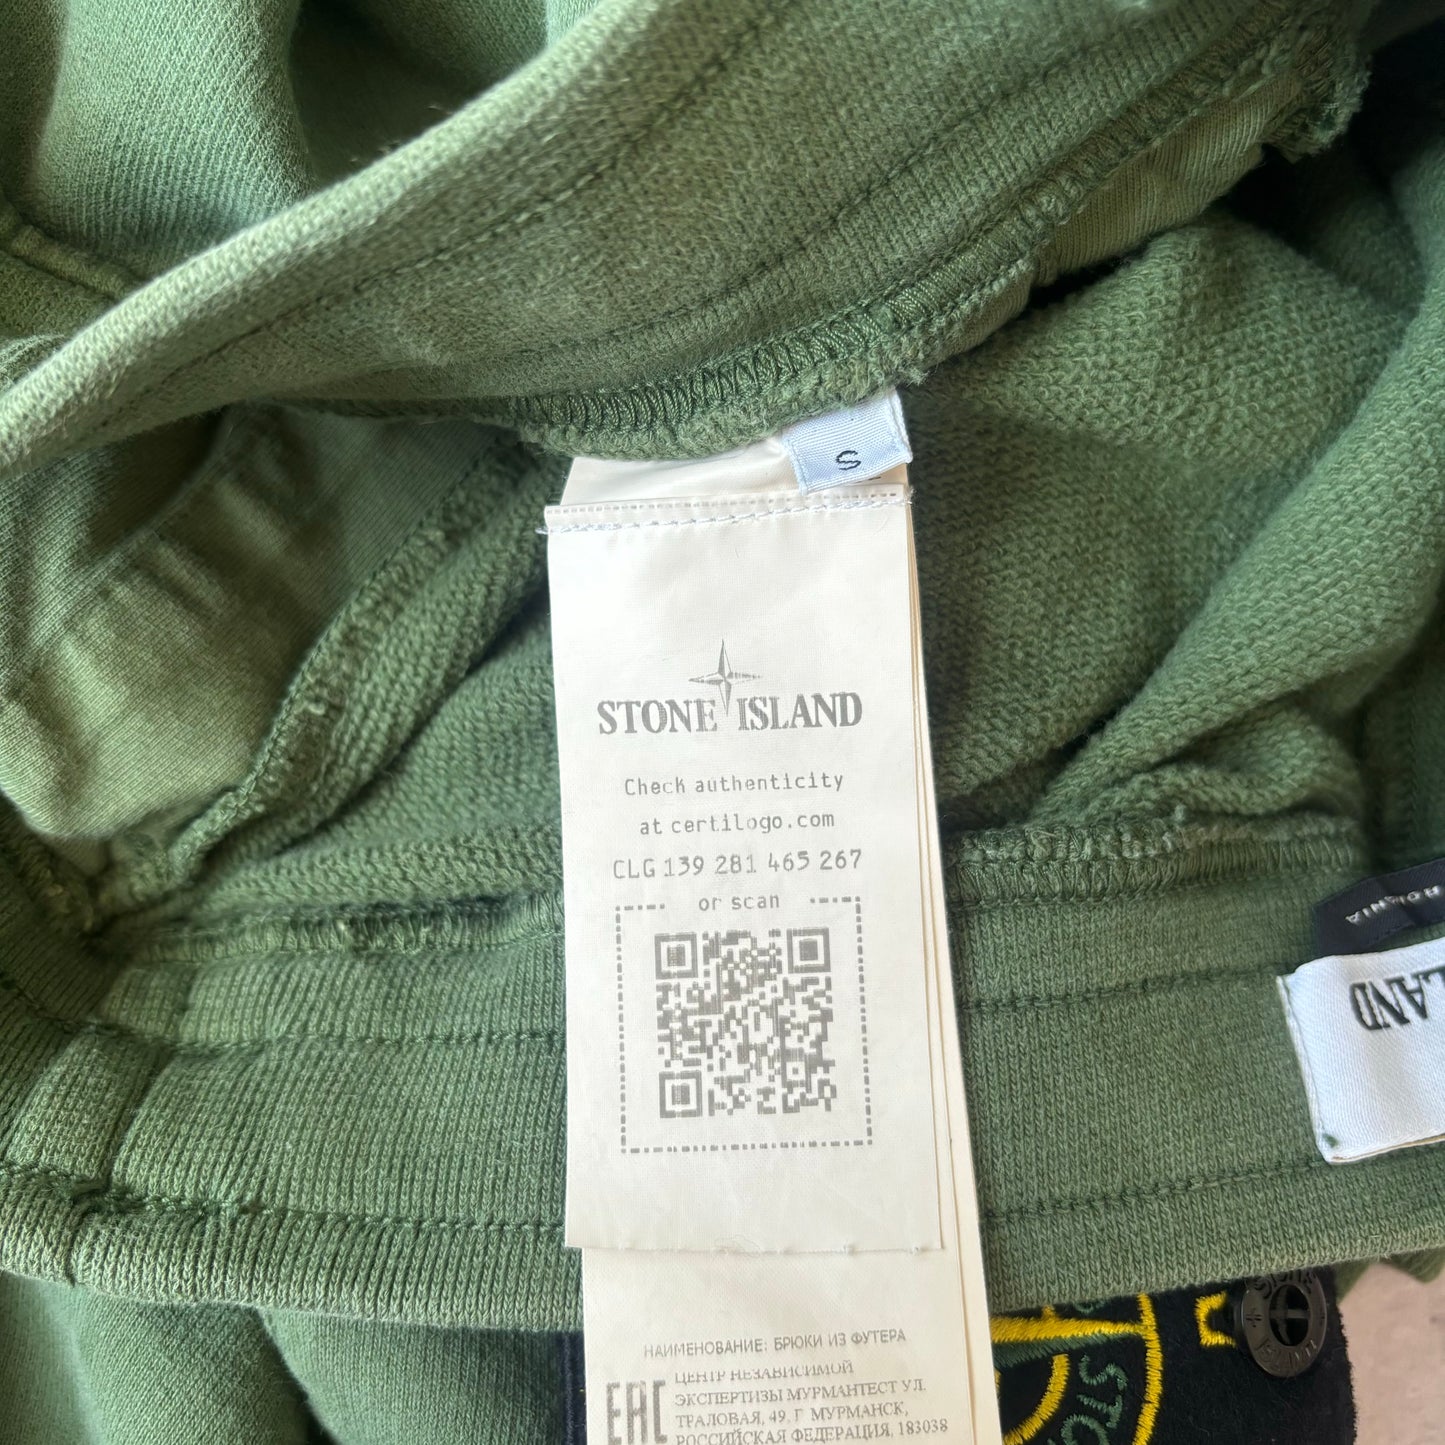 S
STONE ISLAND
Check authenticity
at certilogo.com
CLG 139 281 465 267
or scan
НАИМЕНОВАНИЕ: БРЮКИ ИЗ ФУТЕРА
ЦЕНТР НЕЗАВИСИМОЙ
ЭКСПЕРТИЗЫ МУРМАНТЕСТ УЛ.
ТРАЛОВАЯ, 49, Г. МУРМАНСК,
РОССИЙСКАЯ ФЕДЕРАЦИЯ, 183038
EAC